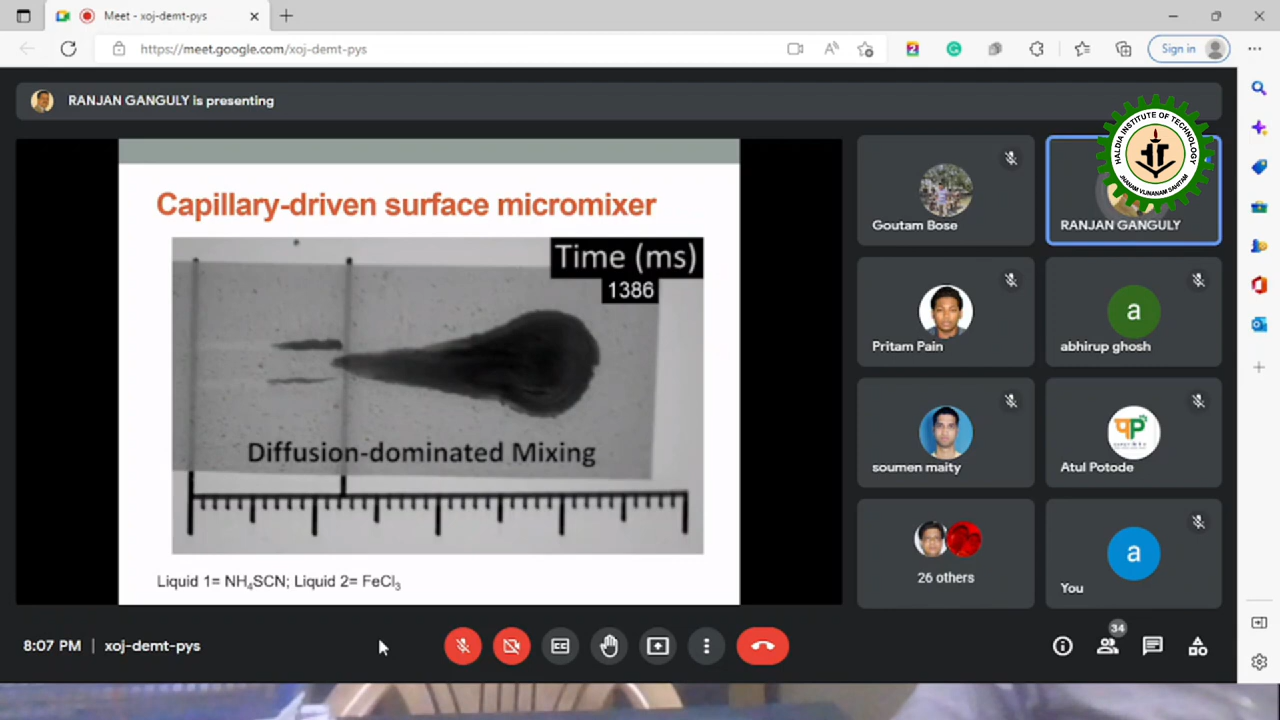 Meet - xoj-demt-pys
https://meet.google.com/xoj-demt-pys
Sign in
RANJAN GANGULY is presenting
HALDIA INSTITUTE OF TECHNOLOGY
Capillary-driven surface micromixer
Time (ms)
1386
Diffusion-dominated Mixing
Liquid 1= NH₄SCN; Liquid 2= FeCl₃
Goutam Bose
RANJAN GANGULY
Pritam Pain
a
abhirup ghosh
soumen maity
Atul Potode
26 others
a
You
8:07 PM | xoj-demt-pys
34